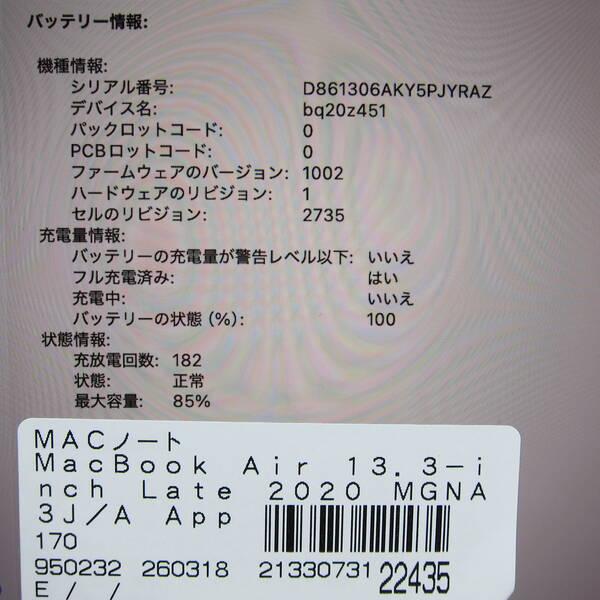 バッテリー情報:
機種情報:
シリアル番号: D861306AKY5PJYRAZ
デバイス名: bq20z451
パックロットコード: 0
PCBロットコード: 0
ファームウェアのバージョン: 1002
ハードウェアのリビジョン: 1
セルのリビジョン: 2735
充電量情報:
バッテリーの充電量が警告レベル以下: いいえ
フル充電済み: はい
充電中: いいえ
バッテリーの状態 (%): 100
状態情報:
充放電回数: 182
状態: 正常
最大容量: 85%
MACノート
MacBook Air 13.3-i
nch Late 2020 MGNA
3J/A App
170
950232 260318 21330731 22435
E / /